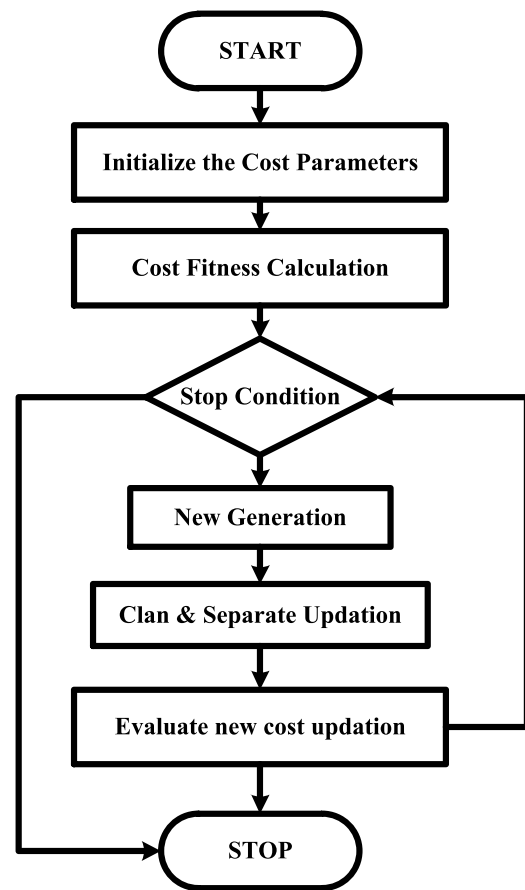 START
Initialize the Cost Parameters
Cost Fitness Calculation
Stop Condition
New Generation
Clan & Separate Updation
Evaluate new cost updation
STOP